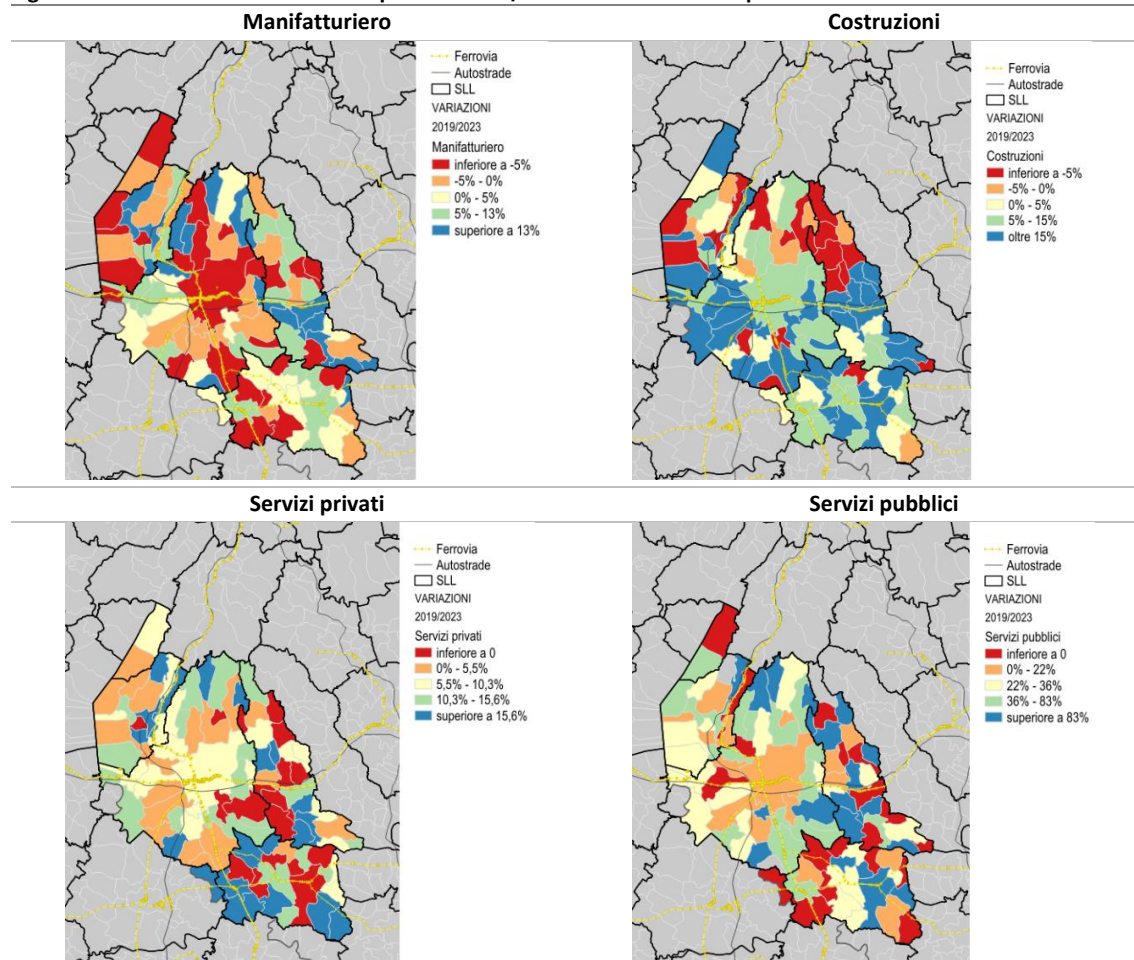 Manifatturiero
Costruzioni
Ferrovia
Autostrade
SLL
VARIAZIONI
2019/2023
Manifatturiero
inferiore a -5%
-5% - 0%
0% - 5%
5% - 13%
superiore a 13%
Ferrovia
Autostrade
SLL
VARIAZIONI
2019/2023
Costruzioni
inferiore a -5%
-5% - 0%
0% - 5%
5% - 15%
oltre 15%
Servizi privati
Servizi pubblici
Ferrovia
Autostrade
SLL
VARIAZIONI
2019/2023
Servizi privati
inferiore a 0
0% - 5,5%
5,5% - 10,3%
10,3% - 15,6%
superiore a 15,6%
Ferrovia
Autostrade
SLL
VARIAZIONI
2019/2023
Servizi pubblici
inferiore a 0
0% - 22%
22% - 36%
36% - 83%
superiore a 83%